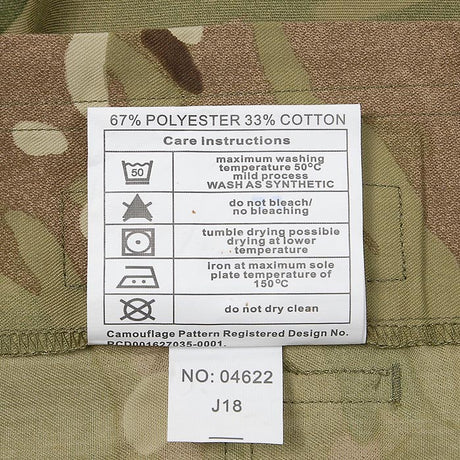 67% POLYESTER 33% COTTON
Care instructions
50
maximum washing
temperature 50°C
mild process
WASH AS SYNTHETIC
do not bleach/
no bleaching
tumble drying possible
drying at lower
temperature
iron at maximum sole
plate temperature of
150°C
do not dry clean
Camouflage Pattern Registered Design No.
RCD001627035-0001.
NO: 04622
J18